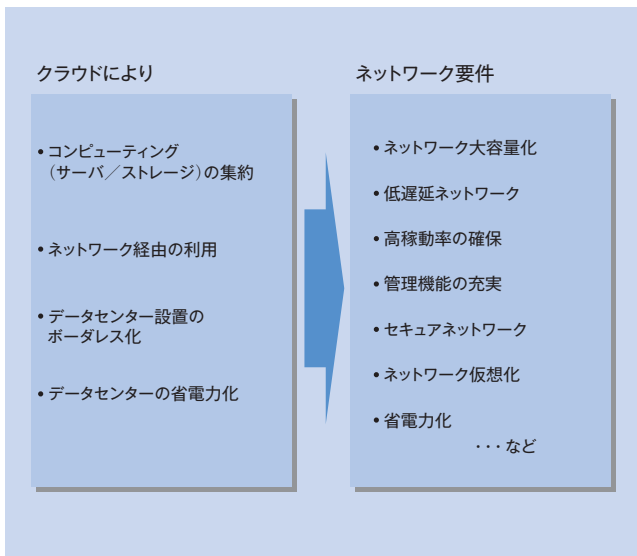 クラウドにより
• コンピューティング
（サーバ／ストレージ）の集約
• ネットワーク経由の利用
• データセンター設置の
ボーダレス化
• データセンターの省電力化
ネットワーク要件
• ネットワーク大容量化
• 低遅延ネットワーク
• 高稼動率の確保
• 管理機能の充実
• セキュアネットワーク
• ネットワーク仮想化
• 省電力化
・・・など